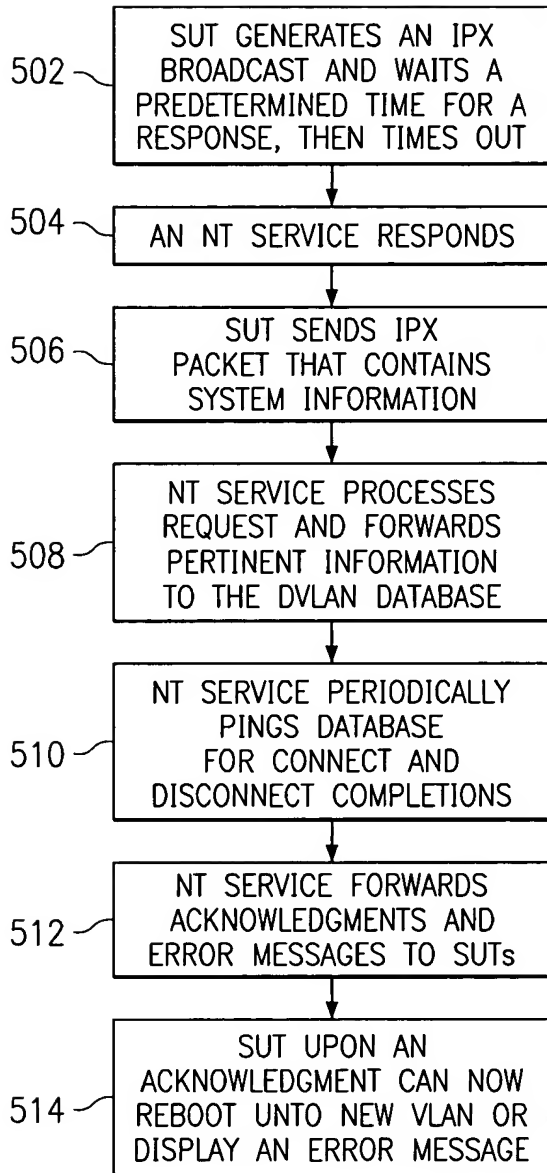 502
SUT GENERATES AN IPX
BROADCAST AND WAITS A
PREDETERMINED TIME FOR A
RESPONSE, THEN TIMES OUT
504
AN NT SERVICE RESPONDS
506
SUT SENDS IPX
PACKET THAT CONTAINS
SYSTEM INFORMATION
508
NT SERVICE PROCESSES
REQUEST AND FORWARDS
PERTINENT INFORMATION
TO THE DVLAN DATABASE
510
NT SERVICE PERIODICALLY
PINGS DATABASE
FOR CONNECT AND
DISCONNECT COMPLETIONS
512
NT SERVICE FORWARDS
ACKNOWLEDGMENTS AND
ERROR MESSAGES TO SUTs
514
SUT UPON AN
ACKNOWLEDGMENT CAN NOW
REBOOT UNTO NEW VLAN OR
DISPLAY AN ERROR MESSAGE